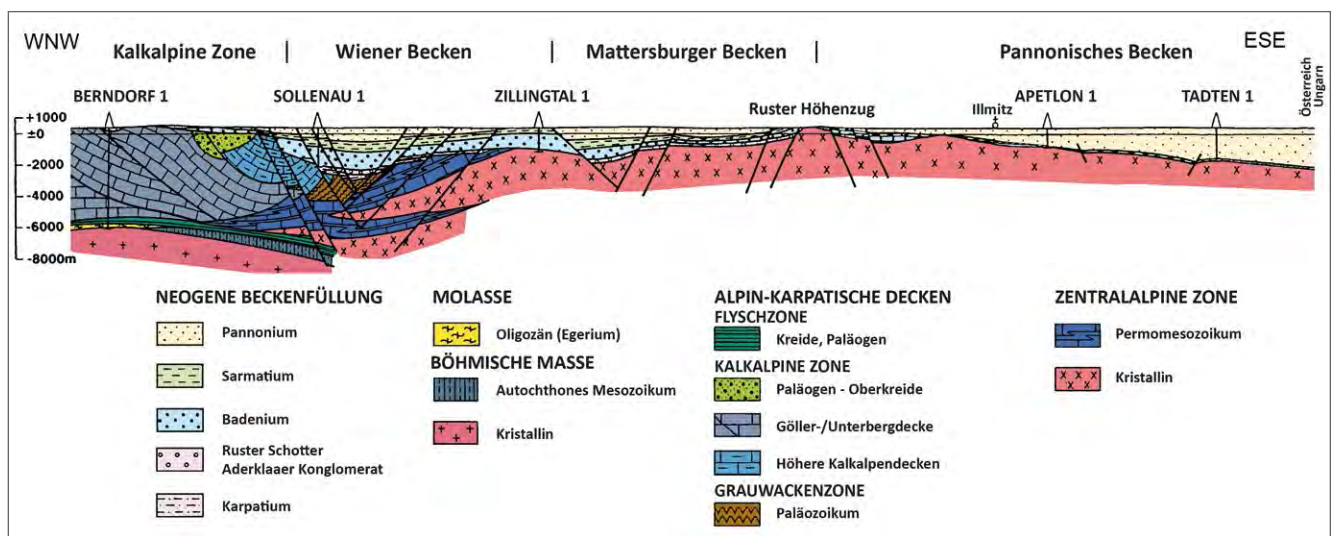 WNW
ESE
Kalkalpine Zone | Wiener Becken | Mattersburger Becken | Pannonisches Becken
BERNDORF 1
SOLLENAU 1
ZILLINGTAL 1
Ruster Höhenzug
Illmitz
APETLON 1
TADTEN 1
Österreich
Ungarn
+1000
±0
-2000
-4000
-6000
-8000m
NEOGENE BECKENFÜLLUNG
Pannonium
Sarmatium
Badenium
Ruster Schotter
Aderklaaer Konglomerat
Karpatium
MOLASSE
Oligozän (Egerium)
BÖHMISCHE MASSE
Autochthones Mesozoikum
Kristallin
ALPIN-KARPATISCHE DECKEN
FLYSCHZONE
Kreide, Paläogen
KALKALPINE ZONE
Paläogen - Oberkreide
Göller-/Unterbergdecke
Höhere Kalkalpendecken
GRAUWACKENZONE
Paläozoikum
ZENTRALALPINE ZONE
Permomesozoikum
Kristallin